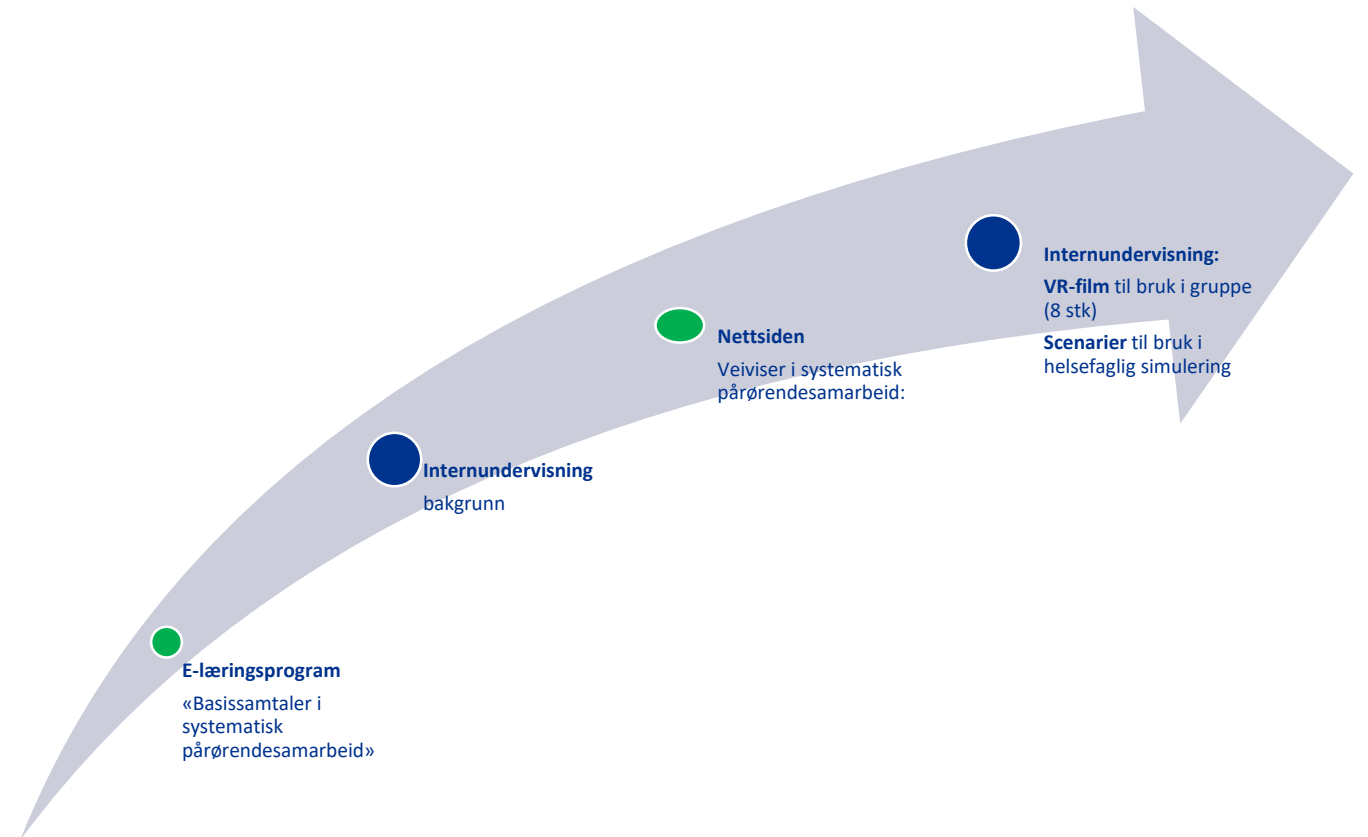 Internundervisning:
VR-film til bruk i gruppe
(8 stk)
Scenarier til bruk i
helsefaglig simulering
Nettsiden
Veiviser i systematisk
pårørendesamarbeid:
Internundervisning
bakgrunn
E-læringsprogram
«Basissamtaler i
systematisk
pårørendesamarbeid»